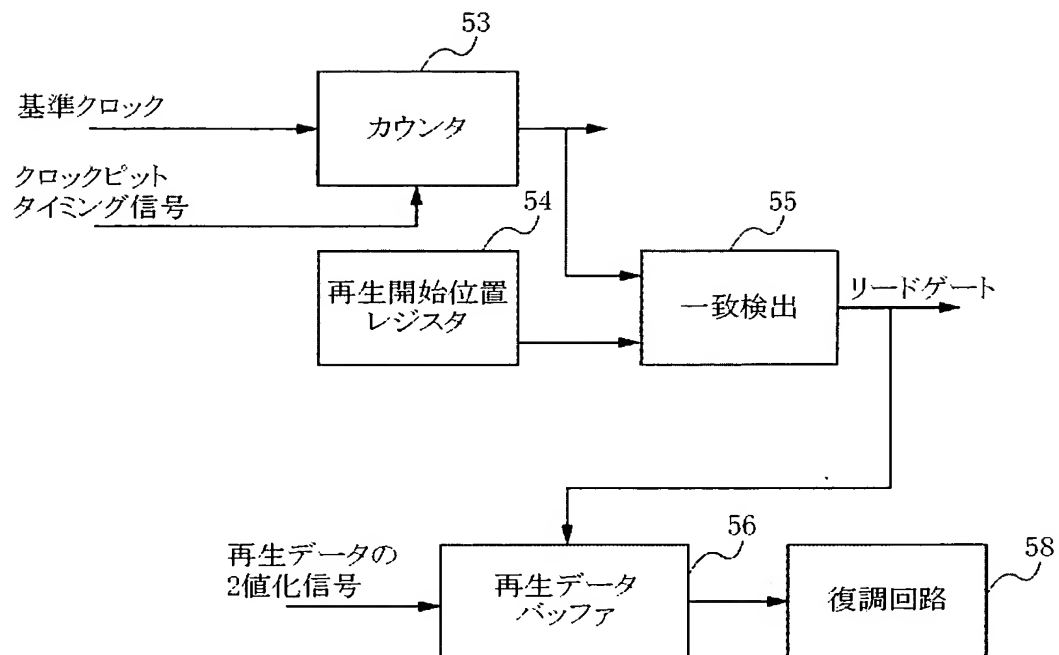 53
基準クロック
カウンタ
クロックピット
タイミング信号
54
55
再生開始位置
レジスタ
一致検出
リードゲート
再生データの
2値化信号
56
再生データ
バッファ
58
復調回路